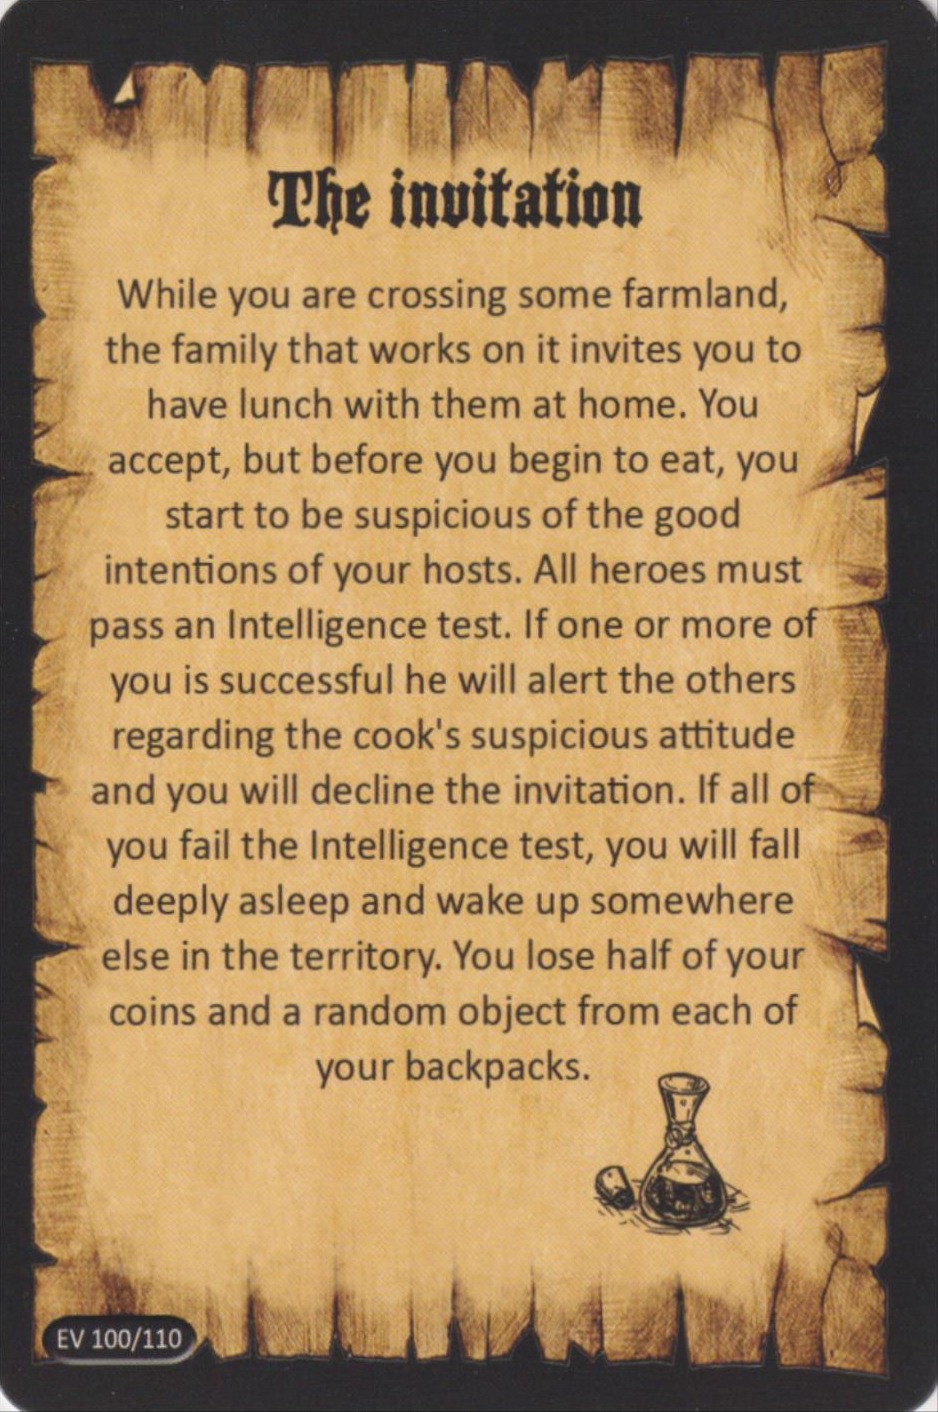 The invitation
While you are crossing some farmland,
the family that works on it invites you to
have lunch with them at home. You
accept, but before you begin to eat, you
start to be suspicious of the good
intentions of your hosts. All heroes must
pass an Intelligence test. If one or more of
you is successful he will alert the others
regarding the cook's suspicious attitude
and you will decline the invitation. If all of
you fail the Intelligence test, you will fall
deeply asleep and wake up somewhere
else in the territory. You lose half of your
coins and a random object from each of
your backpacks.
EV 100/110